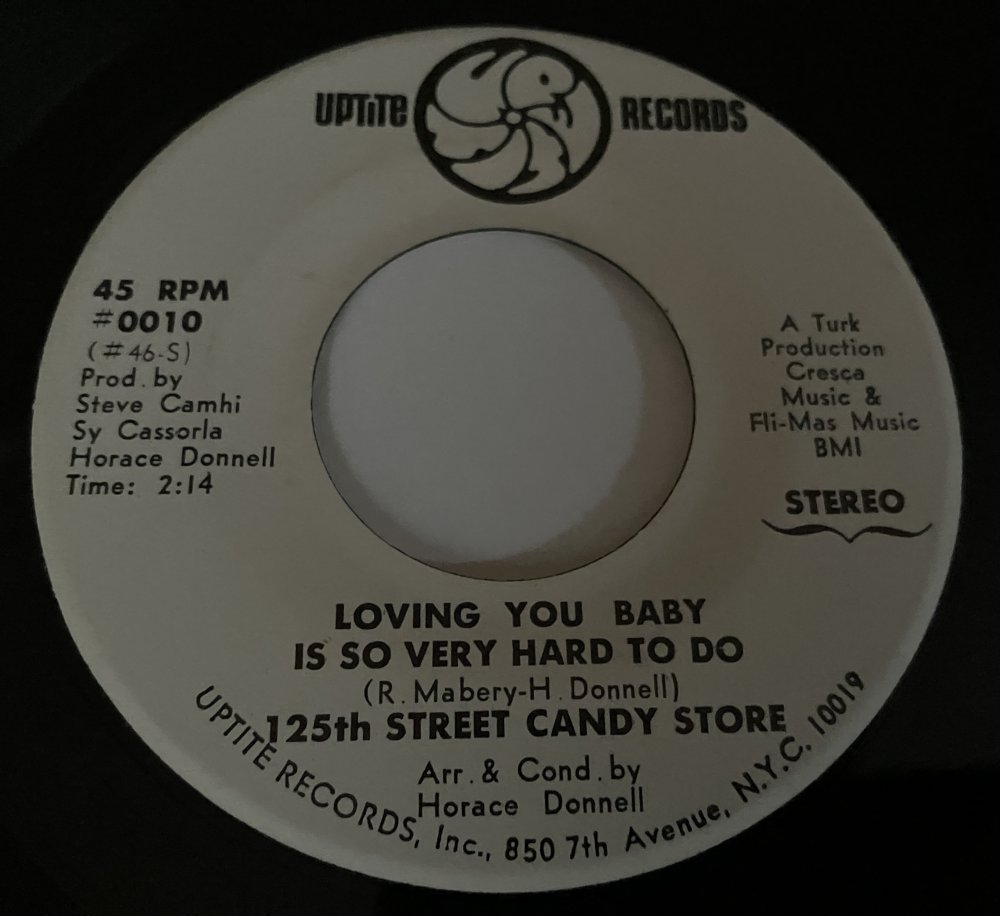 UPTITE RECORDS
45 RPM
#0010
(#46-S)
Prod. by
Steve Camhi
Sy Cassorla
Horace Donnell
Time: 2:14
A Turk
Production
Cresca
Music &
Fli-Mas Music
BMI
STEREO
LOVING YOU BABY
IS SO VERY HARD TO DO
(R. Mabery-H. Donnell)
125th STREET CANDY STORE
Arr. & Cond. by
Horace Donnell
UPTITE RECORDS, Inc., 850 7th Avenue, N.Y.C. 10019